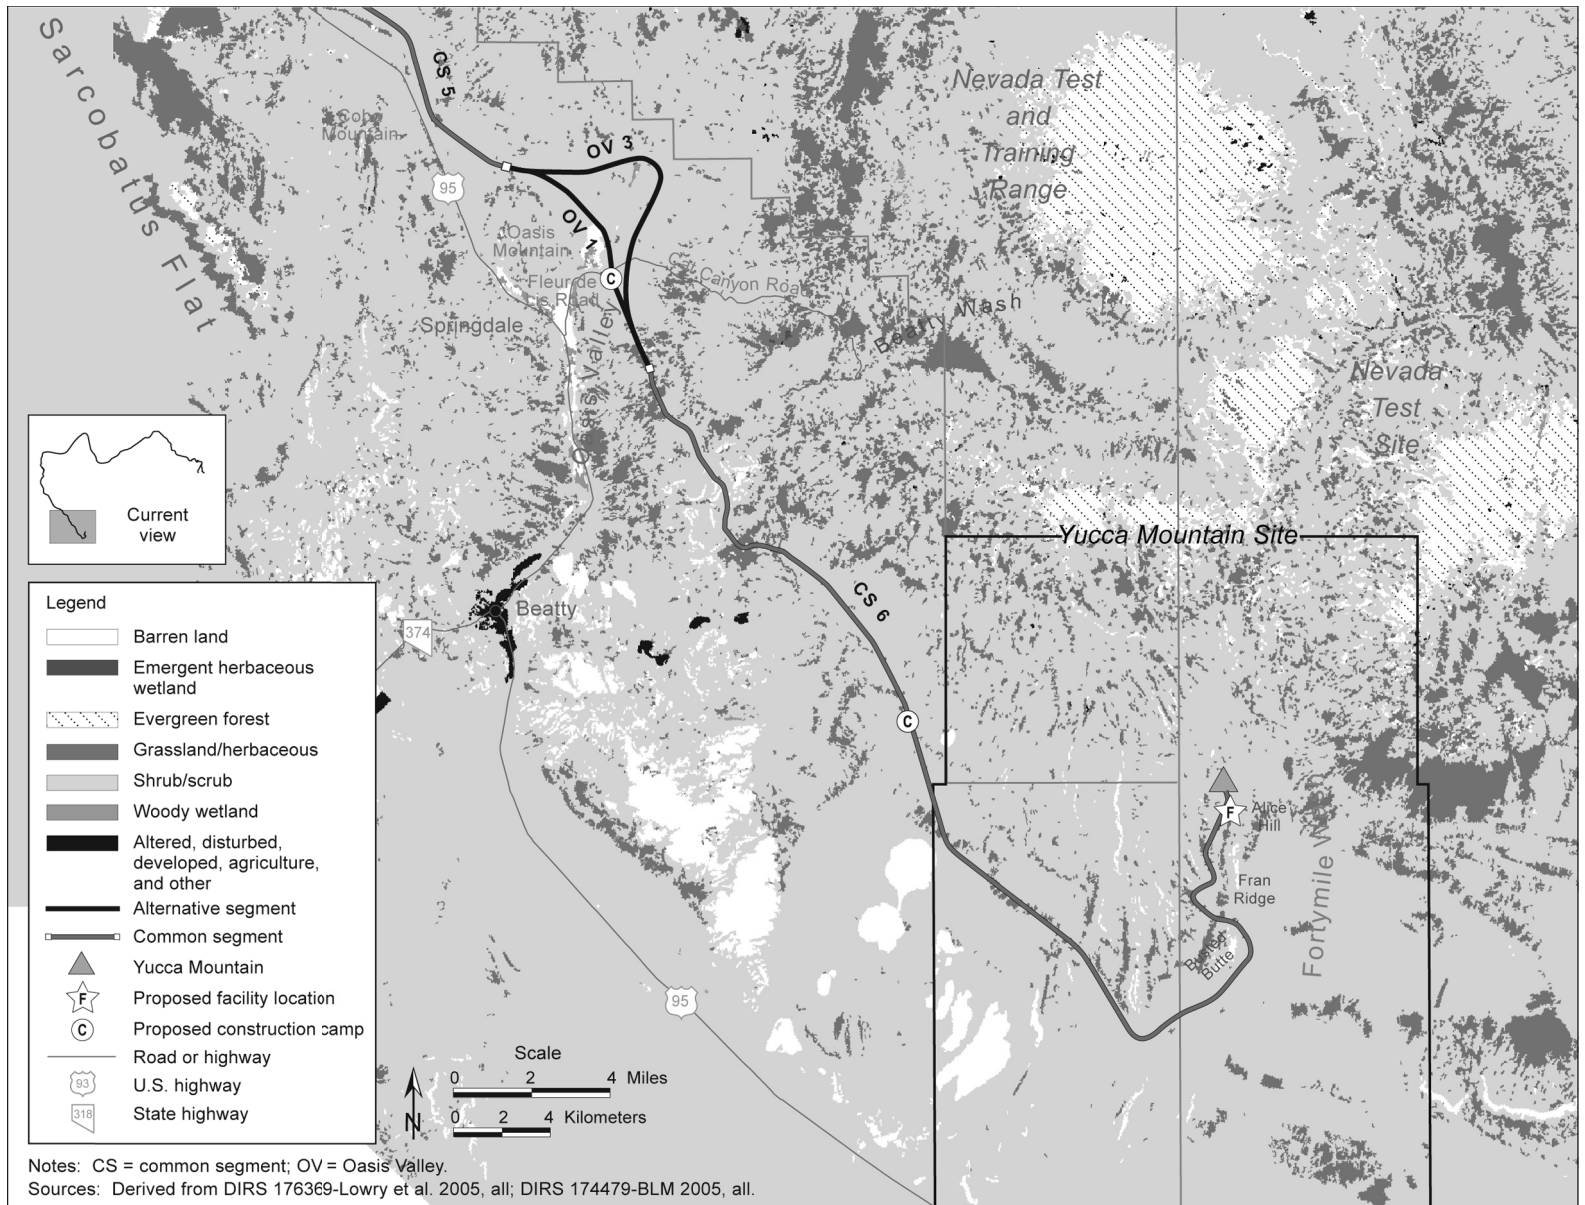 Sarcobatus Flat
CS 5
Nevada Test
and
Training
Range
Mountain
OV 3
95
OV 1
Oasis
Mountain
C
Canyon Road
Fleur de
Lis Road
Beatty Wash
Springdale
Oasis Valley
Nevada
Test
Site
Current
view
Yucca Mountain Site
CS 6
Beatty
374
C
Legend
Barren land
Emergent herbaceous
wetland
Evergreen forest
Grassland/herbaceous
Shrub/scrub
Woody wetland
Altered, disturbed,
developed, agriculture,
and other
Alternative segment
Common segment
Yucca Mountain
F Proposed facility location
C Proposed construction camp
Road or highway
93 U.S. highway
318 State highway
F
Alice
Hill
Fran
Ridge
Fortymile
Busted
Butte
95
Scale
0 2 4 Miles
0 2 4 Kilometers
N
Notes: CS = common segment; OV = Oasis Valley.
Sources: Derived from DIRS 176369-Lowry et al. 2005, all; DIRS 174479-BLM 2005, all.